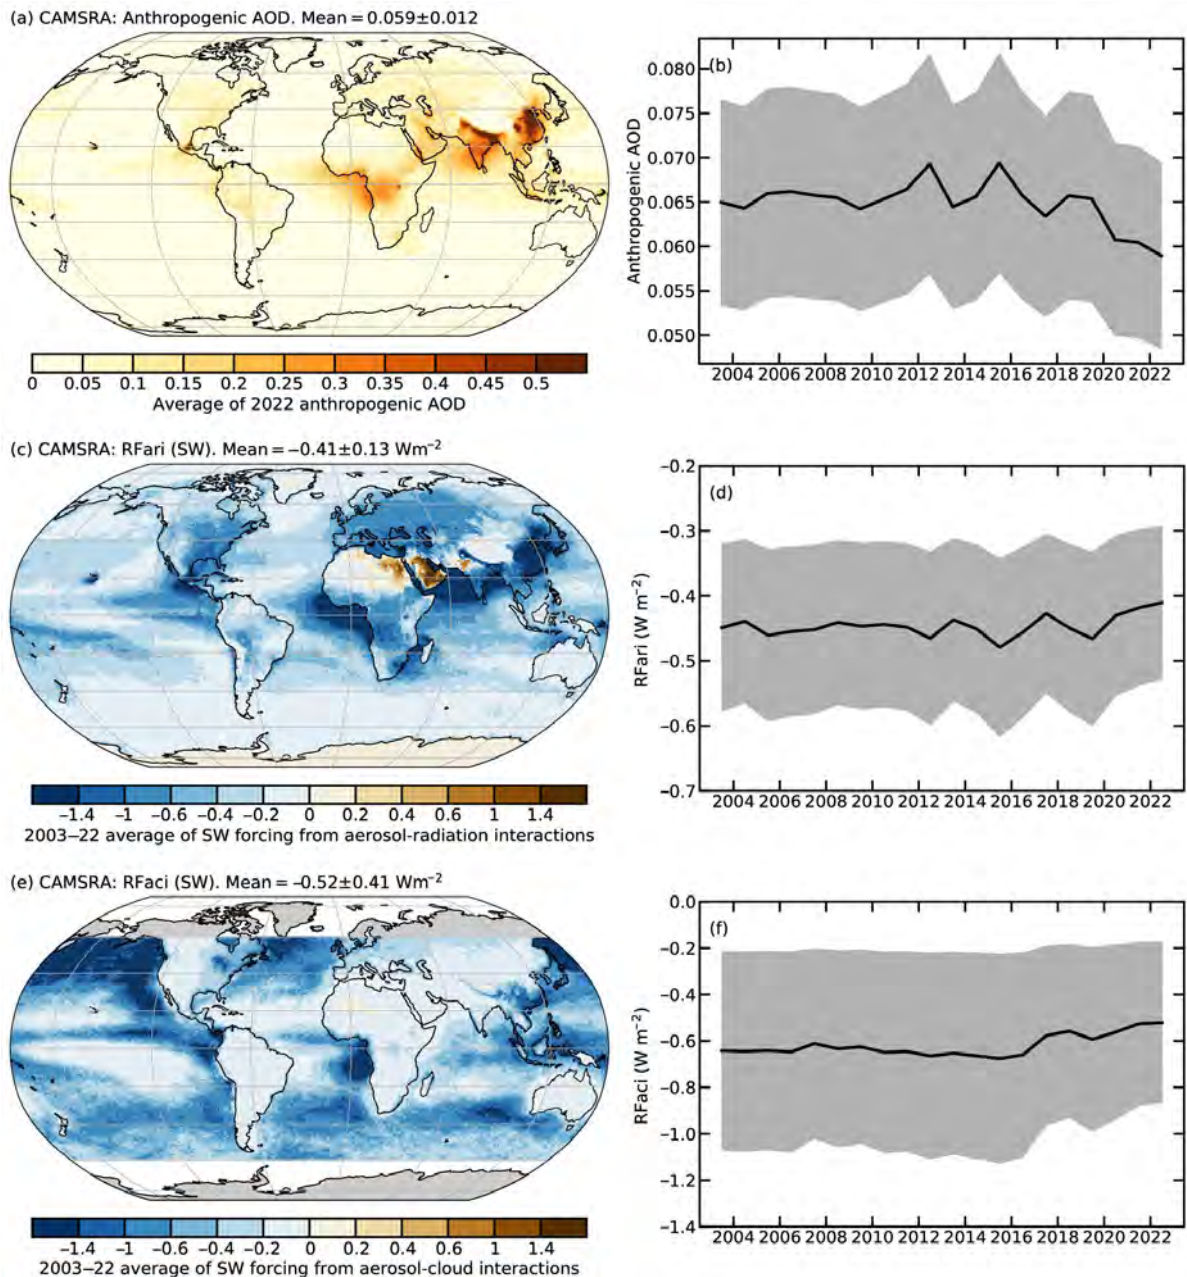 (a) CAMSRA: Anthropogenic AOD. Mean = 0.059±0.012
0 0.05 0.1 0.15 0.2 0.25 0.3 0.35 0.4 0.45 0.5
Average of 2022 anthropogenic AOD
(b)
Anthropogenic AOD
0.080
0.075
0.070
0.065
0.060
0.055
0.050
2004 2006 2008 2010 2012 2014 2016 2018 2020 2022
(c) CAMSRA: RFari (SW). Mean = −0.41±0.13 Wm⁻²
−1.4 −1 −0.6 −0.4 −0.2 0 0.2 0.4 0.6 1 1.4
2003–22 average of SW forcing from aerosol-radiation interactions
(d)
RFari (W m⁻²)
−0.2
−0.3
−0.4
−0.5
−0.6
−0.7
2004 2006 2008 2010 2012 2014 2016 2018 2020 2022
(e) CAMSRA: RFaci (SW). Mean = −0.52±0.41 Wm⁻²
−1.4 −1 −0.6 −0.4 −0.2 0 0.2 0.4 0.6 1 1.4
2003–22 average of SW forcing from aerosol-cloud interactions
(f)
RFaci (W m⁻²)
0.0
−0.2
−0.4
−0.6
−0.8
−1.0
−1.2
−1.4
2004 2006 2008 2010 2012 2014 2016 2018 2020 2022